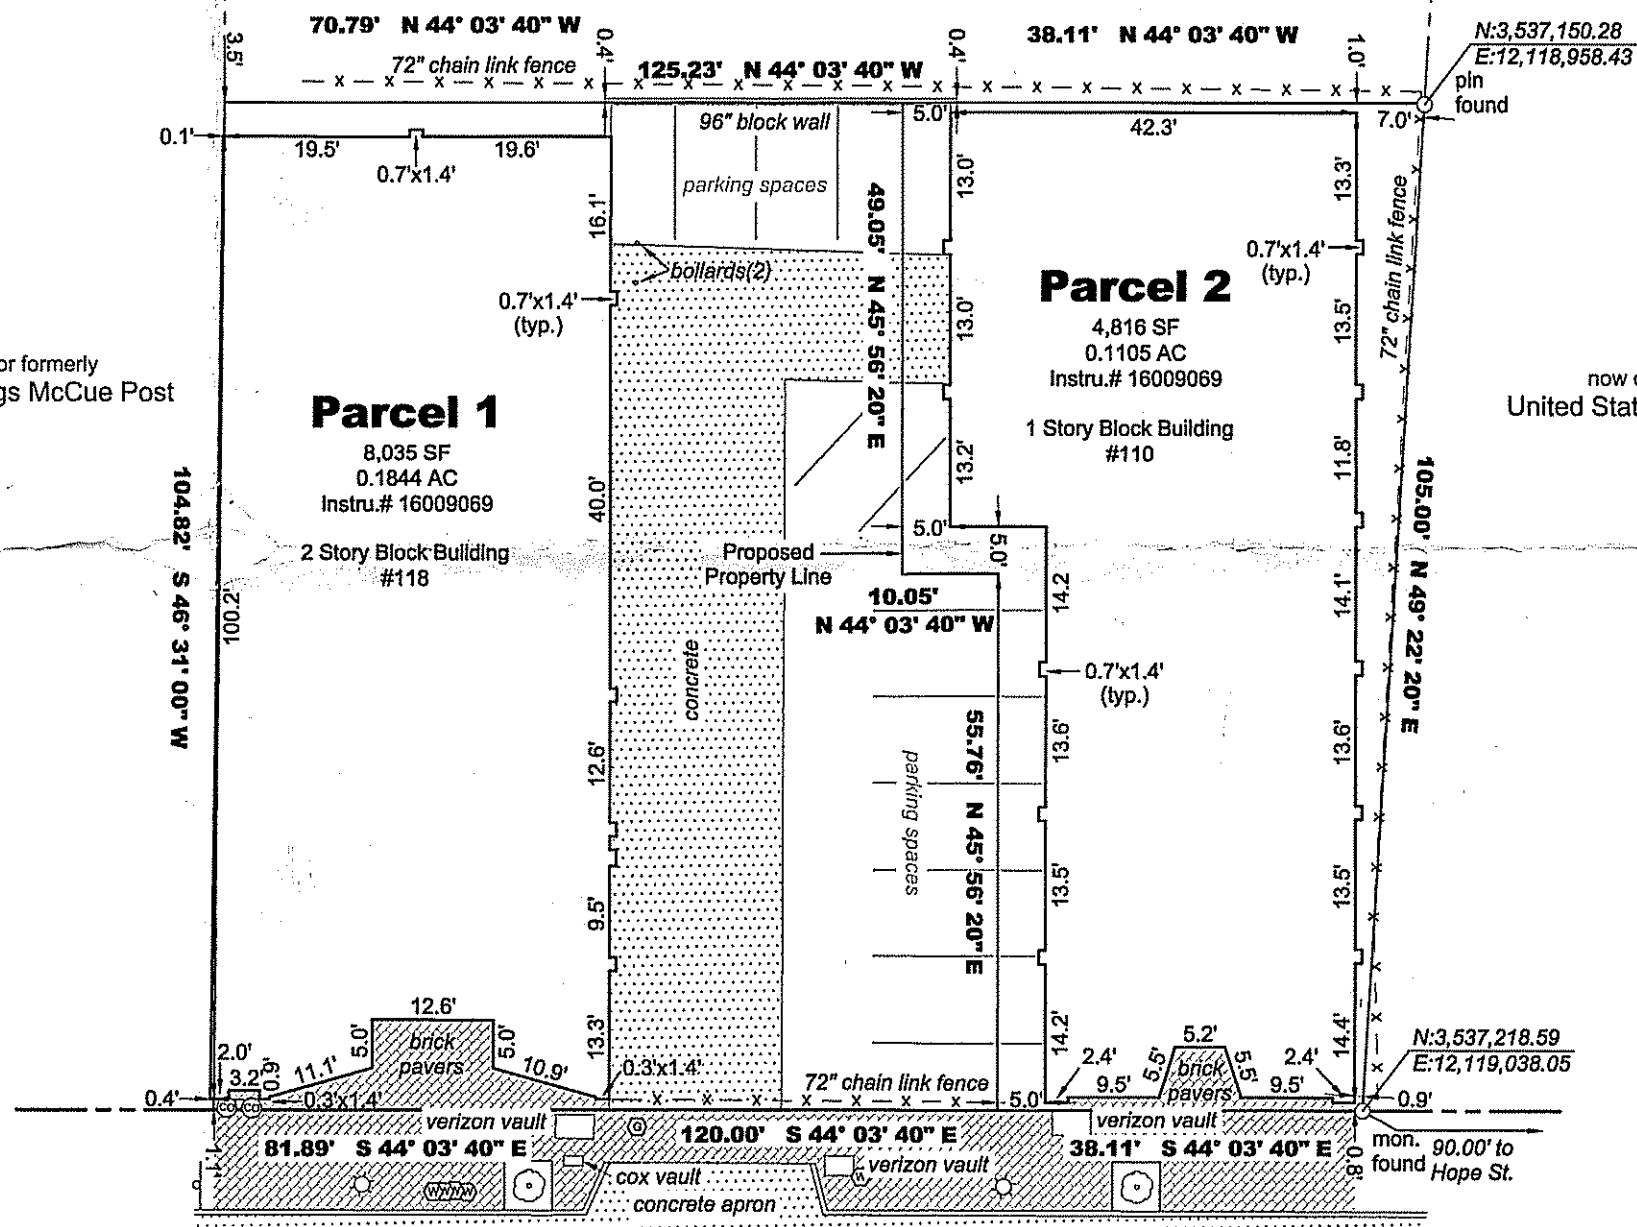 70.79' N 44° 03' 40" W
38.11' N 44° 03' 40" W
N:3,537,150.28
E:12,118,958.43
pin
found
3.5'
0.4'
0.4'
1.0'
72" chain link fence
125.23' N 44° 03' 40" W
0.1'
19.5'
19.6'
0.7'x1.4'
96" block wall
parking spaces
5.0'
42.3'
7.0'
16.1'
13.0'
13.3'
49.05' N 45° 56' 20" E
72" chain link fence
bollards(2)
0.7'x1.4'
(typ.)
0.7'x1.4'
(typ.)
13.0'
13.5'
Parcel 2
4,816 SF
0.1105 AC
Instru.# 16009069
1 Story Block Building
#110
or formerly
gs McCue Post
now
United Stat
Parcel 1
8,035 SF
0.1844 AC
Instru.# 16009069
2 Story Block Building
#118
104.82' S 46° 31' 00" W
100.2'
40.0'
13.2'
11.8'
105.00' N 49° 22' 20" E
5.0'
5.0'
Proposed
Property Line
10.05'
N 44° 03' 40" W
14.2
14.1'
concrete
0.7'x1.4'
(typ.)
12.6'
55.76' N 45° 56' 20" E
parking spaces
13.6'
13.6'
9.5'
13.5'
13.5'
12.6'
brick
pavers
5.0'
5.0'
11.1'
10.9'
13.3'
0.3'x1.4'
2.0'
3.2'
0.9'
0.4'
0.3'x1.4'
CO
CO
14.2'
5.2'
brick
pavers
5.5'
5.5'
2.4'
9.5'
2.4'
9.5'
14.4'
N:3,537,218.59
E:12,119,038.05
0.9'
72" chain link fence
5.0'
verizon vault
verizon vault
81.89' S 44° 03' 40" E
G
120.00' S 44° 03' 40" E
38.11' S 44° 03' 40" E
mon.
found
90.00' to
Hope St.
1.1'
0.8'
cox vault
verizon vault
concrete apron
W
W
W
W
W